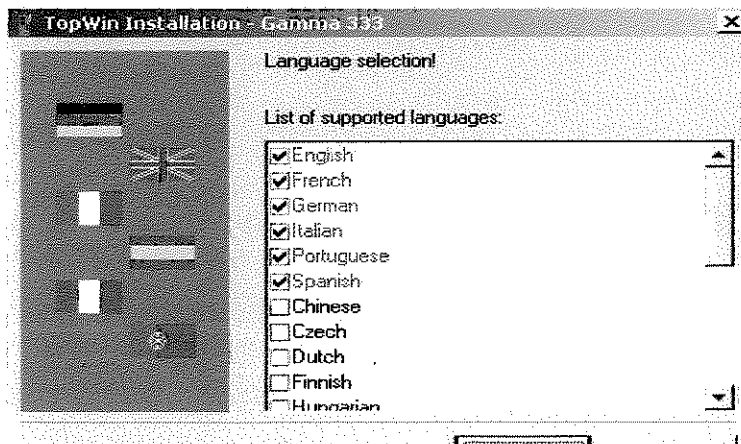 TopWin Installation - Gamma 333
Language selection!
List of supported languages:
English
French
German
Italian
Portuguese
Spanish
Chinese
Czech
Dutch
Finnish
Hungarian